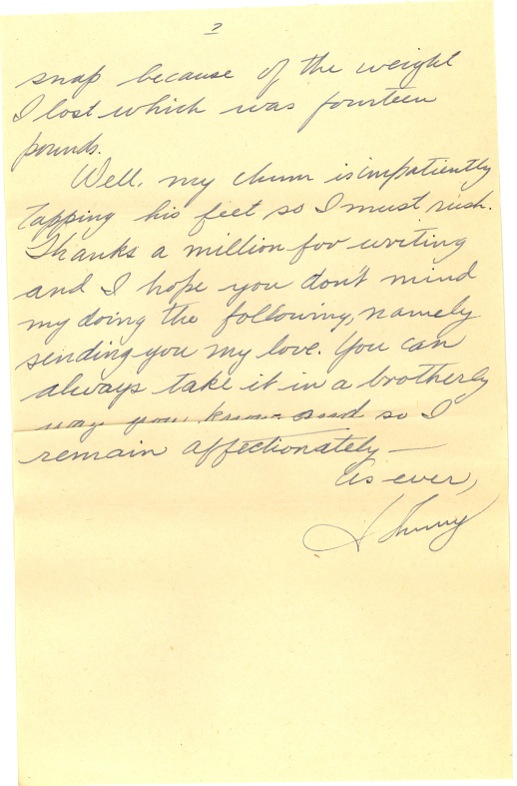 2
snap because of the weight
I lost which was fourteen
pounds.
Well, my chum is impatiently
tapping his feet so I must rush.
Thanks a million for writing
and I hope you don't mind
my doing the following, namely
sending you my love. You can
always take it in a brotherly
way you know and so I
remain affectionately —
As ever,
Johnny